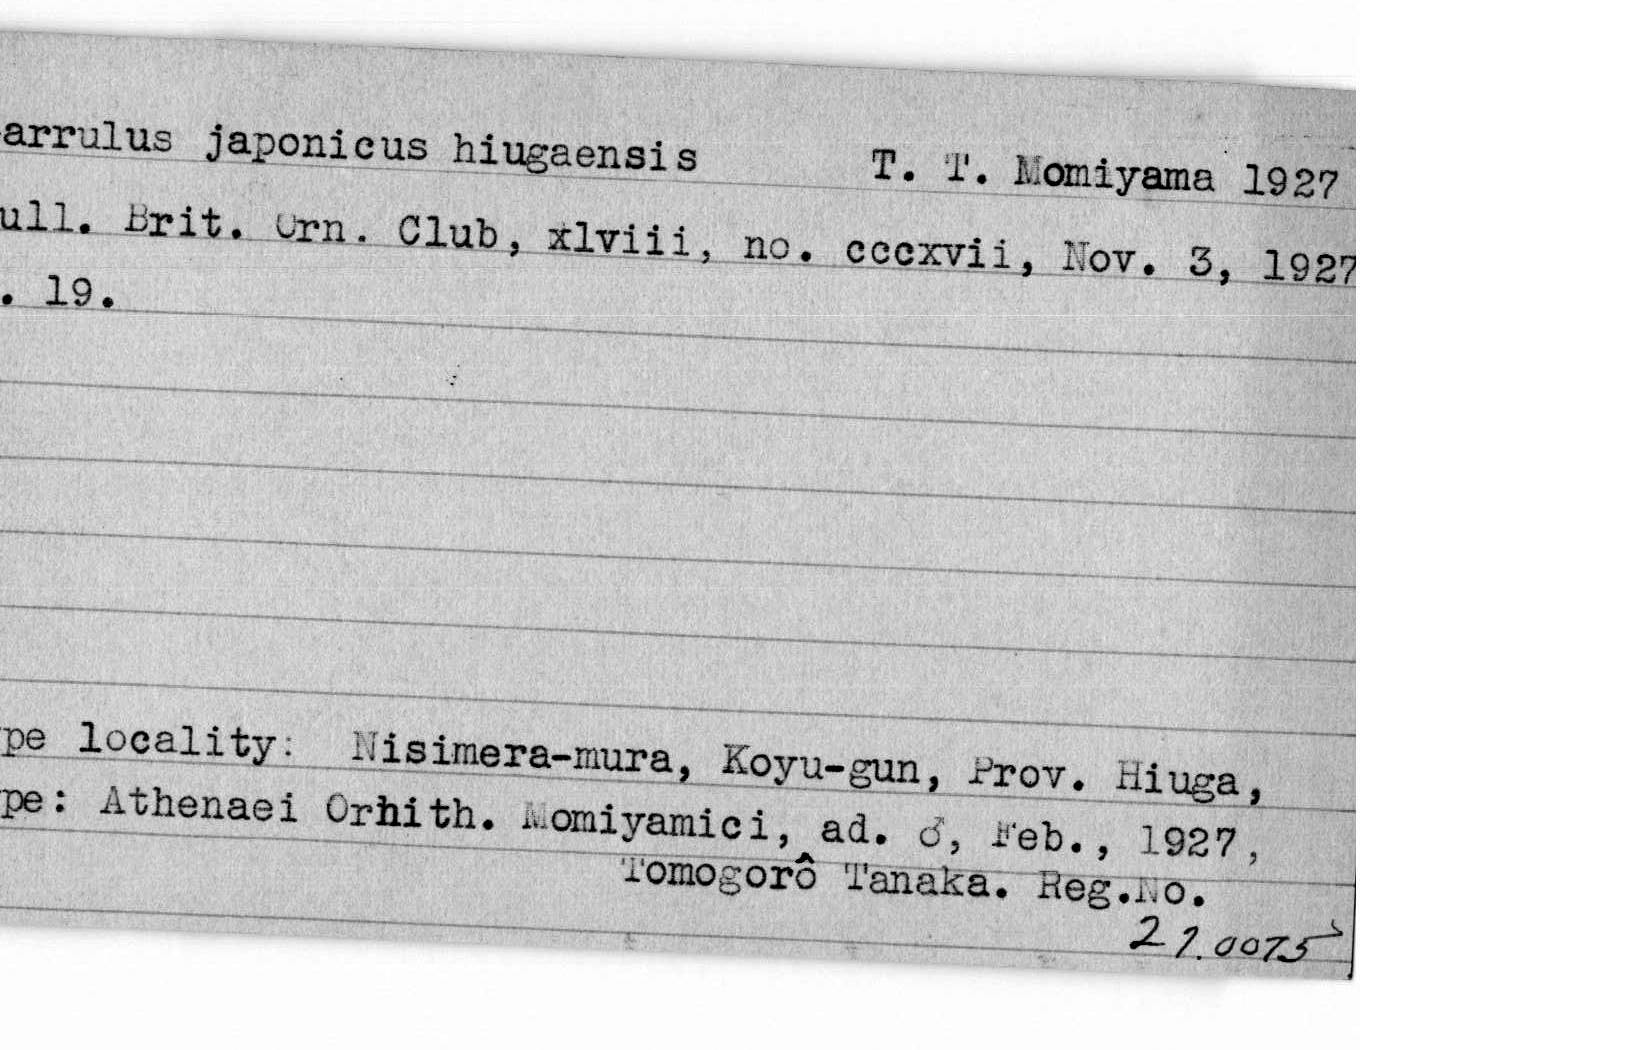 arrulus japonicus hiugaensis T. T. Momiyama 1927
ull. Brit. Orn. Club, xlviii, no. cccxvii, Nov. 3, 1927
. 19.
pe locality: Nisimera-mura, Koyu-gun, Prov. Hiuga,
pe: Athenaei Orhith. Momiyamici, ad. ♂, Feb., 1927,
Tomogorô Tanaka. Reg.No.
27.0075